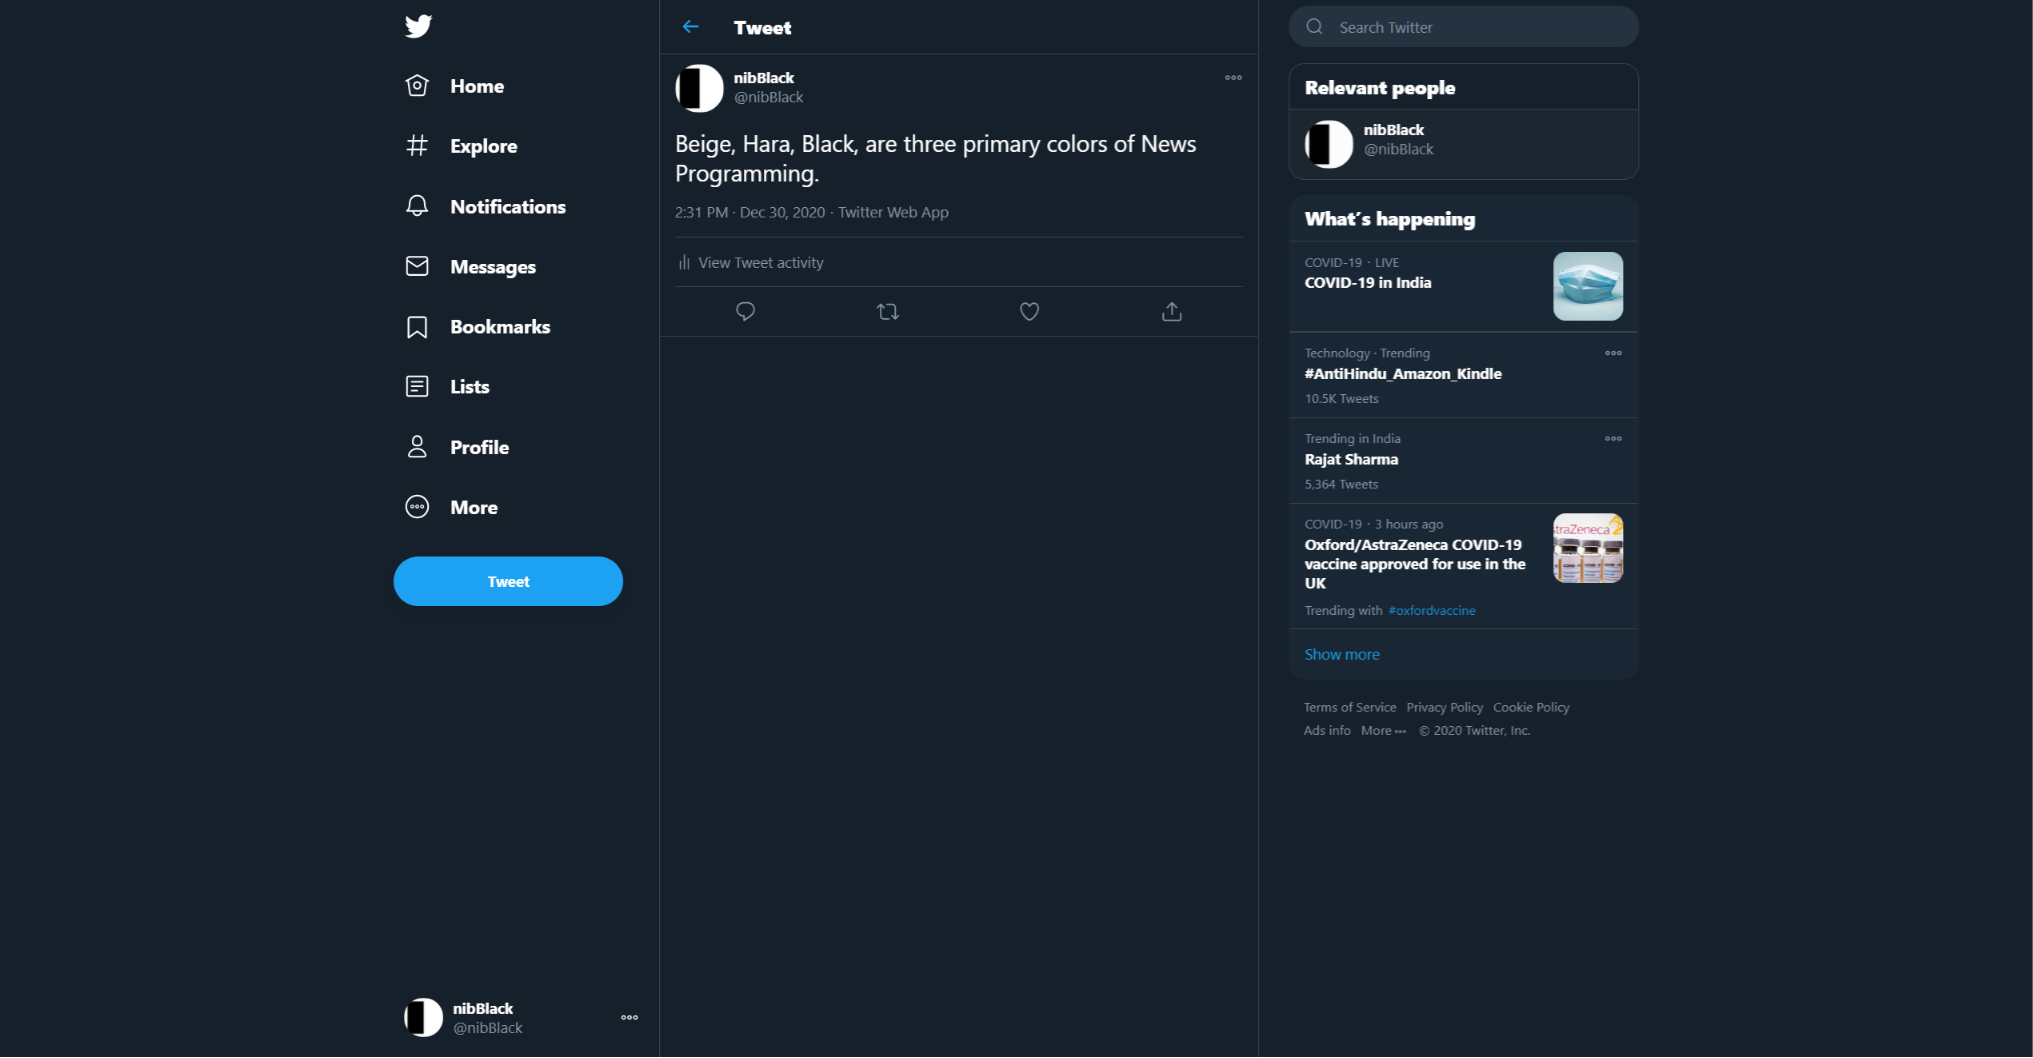 Home
Explore
Notifications
Messages
Bookmarks
Lists
Profile
More
Tweet
nibBlack
@nibBlack
Tweet
nibBlack
@nibBlack
Beige, Hara, Black, are three primary colors of News
Programming.
2:31 PM · Dec 30, 2020 · Twitter Web App
View Tweet activity
Search Twitter
Relevant people
nibBlack
@nibBlack
What's happening
COVID-19 · LIVE
COVID-19 in India
Technology · Trending
#AntiHindu_Amazon_Kindle
10.5K Tweets
Trending in India
Rajat Sharma
5,364 Tweets
COVID-19 · 3 hours ago
Oxford/AstraZeneca COVID-19
vaccine approved for use in the
UK
traZeneca
Trending with #oxfordvaccine
Show more
Terms of Service Privacy Policy Cookie Policy
Ads info More ··· © 2020 Twitter, Inc.